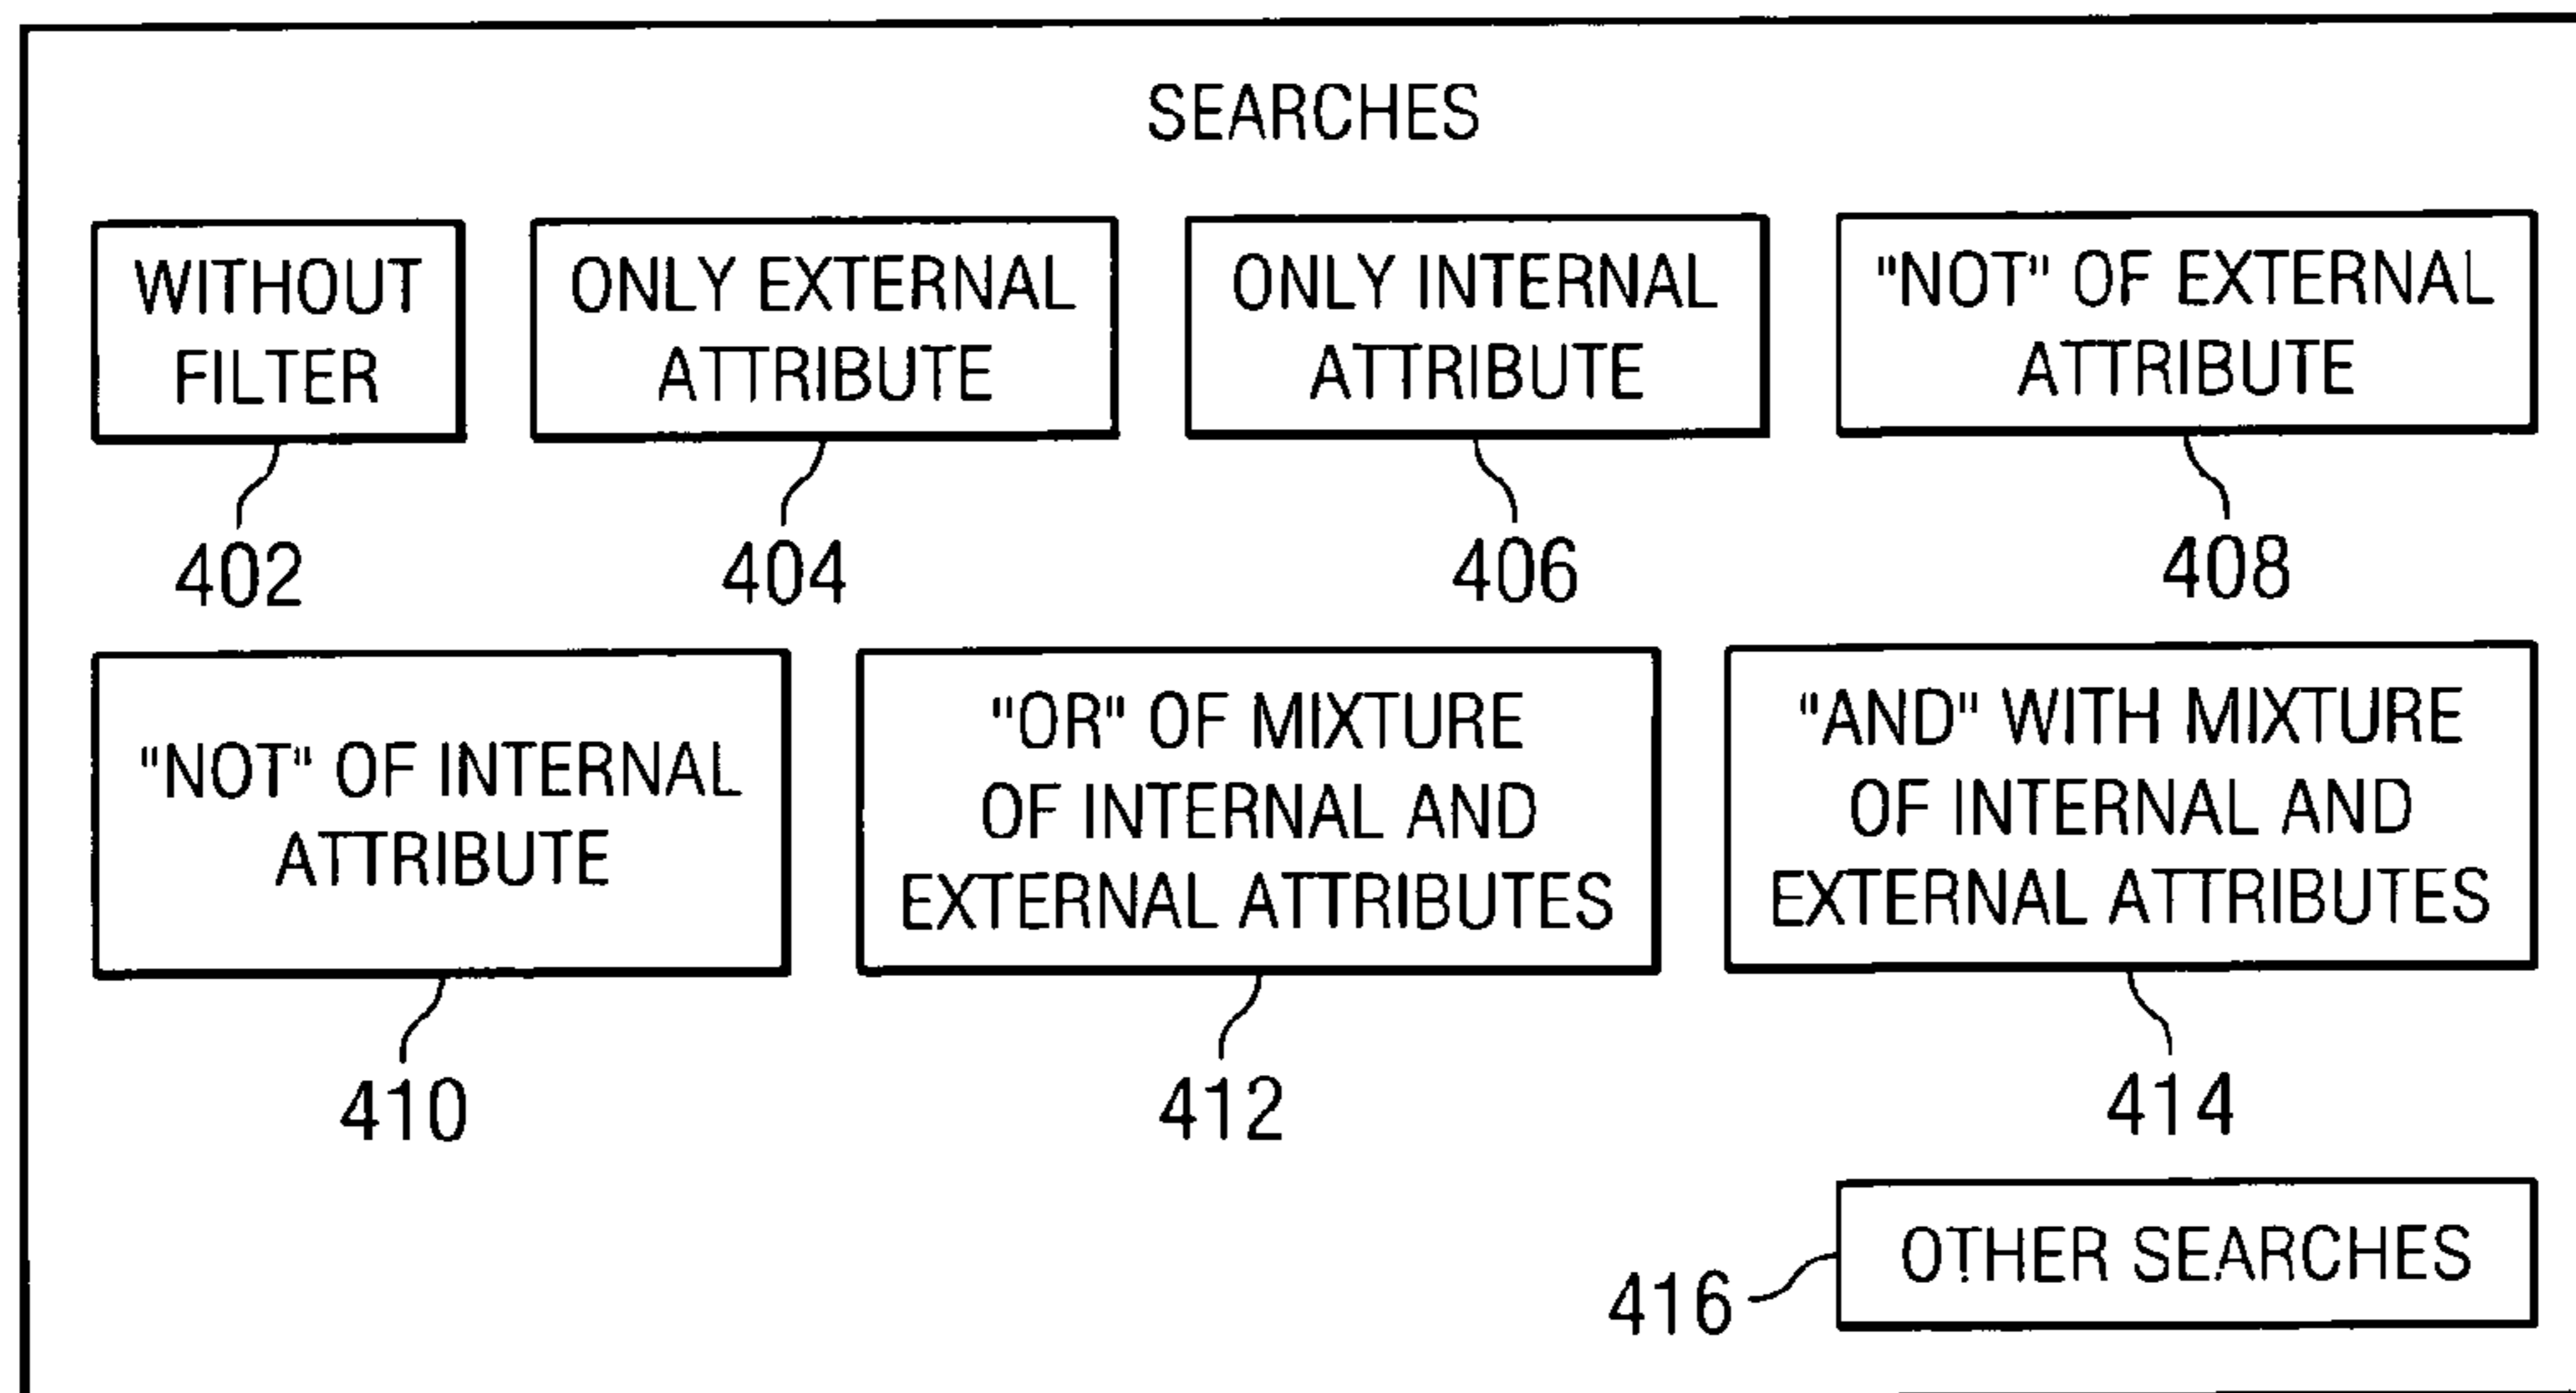 SEARCHES
WITHOUT
FILTER
ONLY EXTERNAL
ATTRIBUTE
ONLY INTERNAL
ATTRIBUTE
"NOT" OF EXTERNAL
ATTRIBUTE
402
404
406
408
"NOT" OF INTERNAL
ATTRIBUTE
"OR" OF MIXTURE
OF INTERNAL AND
EXTERNAL ATTRIBUTES
"AND" WITH MIXTURE
OF INTERNAL AND
EXTERNAL ATTRIBUTES
410
412
414
416
OTHER SEARCHES